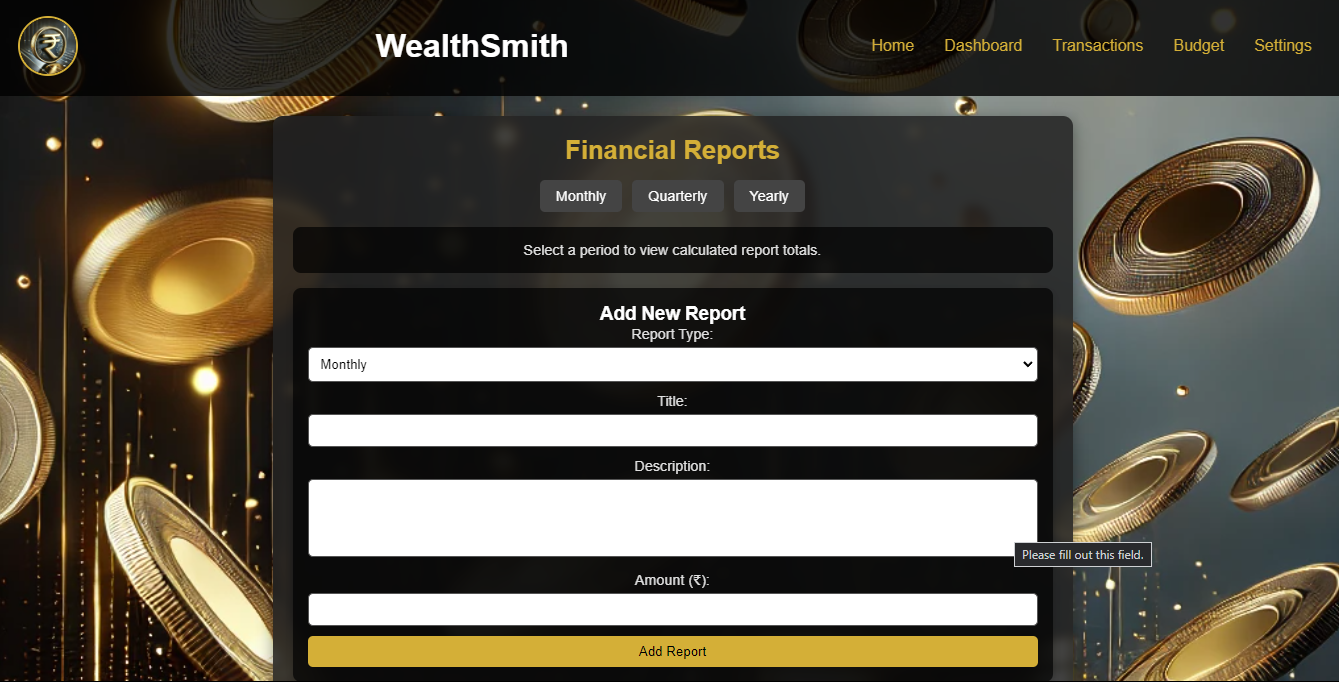 WealthSmith
Home Dashboard Transactions Budget Settings
Financial Reports
Monthly Quarterly Yearly
Select a period to view calculated report totals.
Add New Report
Report Type:
Monthly
Title:
Description:
Please fill out this field.
Amount (₹):
Add Report